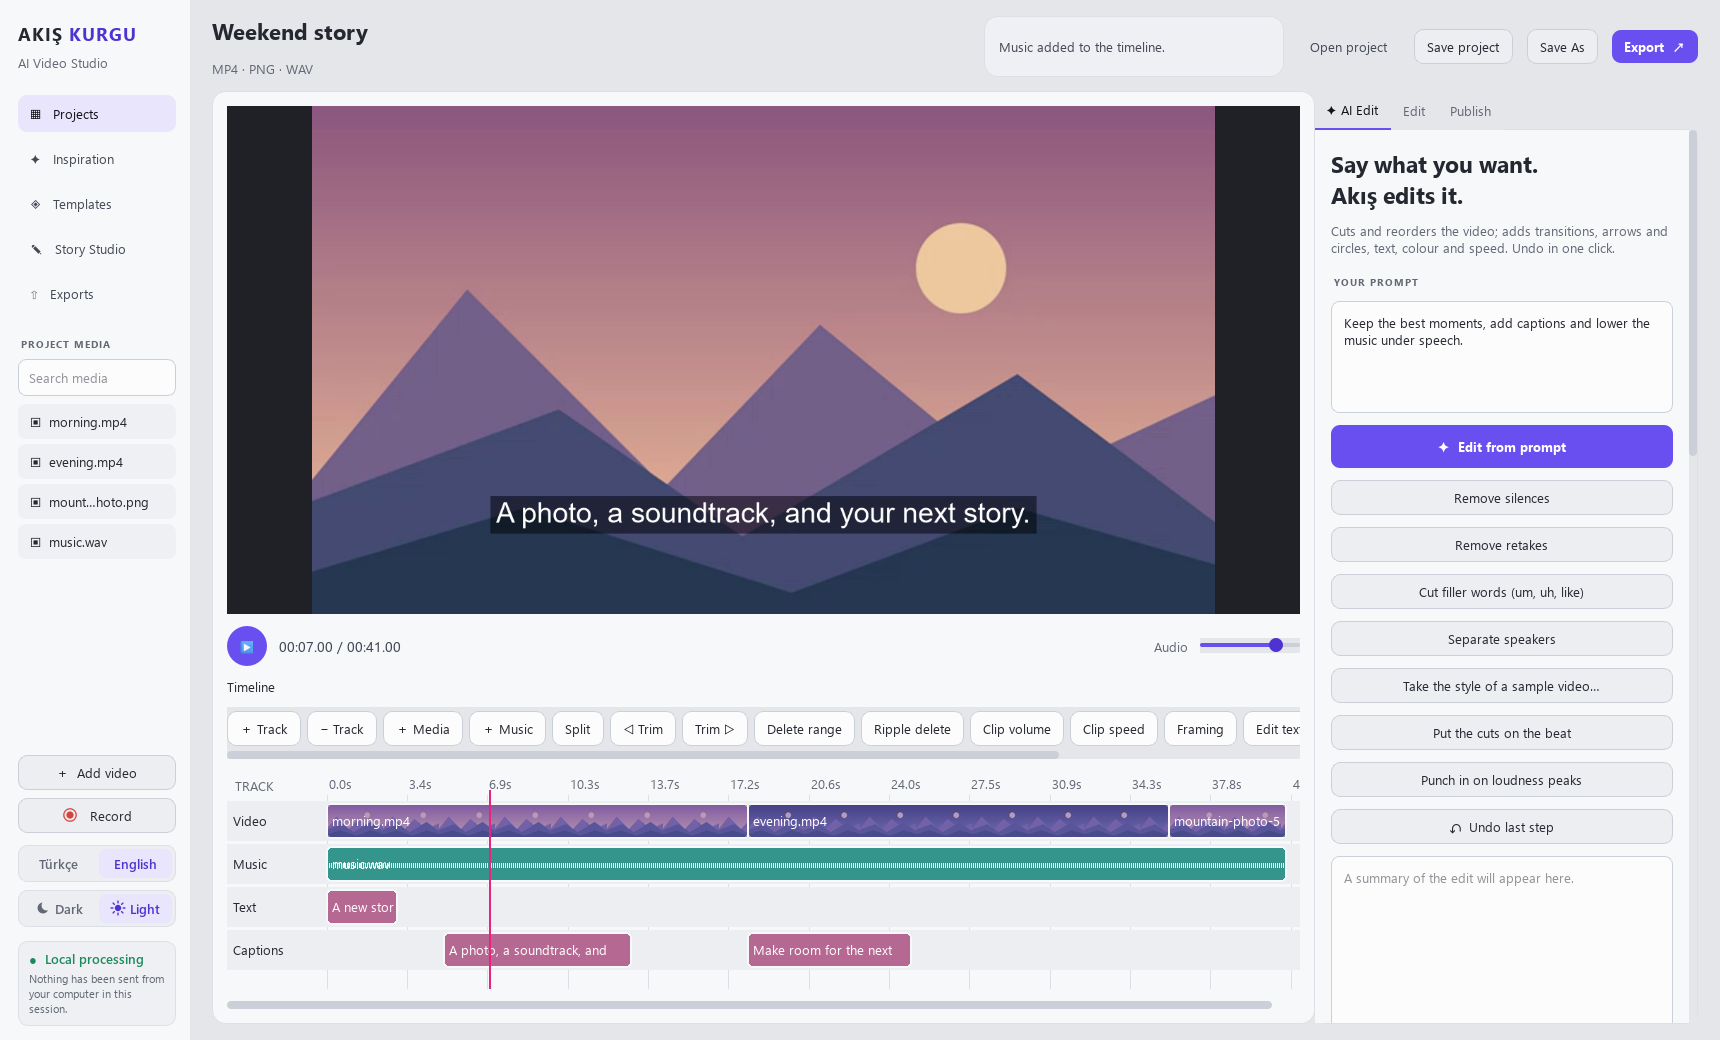 AKIŞ KURGU
AI Video Studio
▦ Projects
✦ Inspiration
◈ Templates
✎ Story Studio
⇧ Exports
PROJECT MEDIA
Search media
morning.mp4
evening.mp4
mount…hoto.png
music.wav
+ Add video
Record
Türkçe English
Dark Light
● Local processing
Nothing has been sent from
your computer in this
session.
Weekend story
MP4 · PNG · WAV
Music added to the timeline.
Open project
Save project
Save As
Export ↗
A photo, a soundtrack, and your next story.
00:07.00 / 00:41.00
Audio
Timeline
+ Track
− Track
+ Media
+ Music
Split
◁ Trim
Trim ▷
Delete range
Ripple delete
Clip volume
Clip speed
Framing
Edit tex
TRACK 0.0s 3.4s 6.9s 10.3s 13.7s 17.2s 20.6s 24.0s 27.5s 30.9s 34.3s 37.8s 4
Video morning.mp4 evening.mp4 mountain-photo-5
Music music.wav
Text A new stor
Captions A photo, a soundtrack, and Make room for the next
✦ AI Edit Edit Publish
Say what you want.
Akış edits it.
Cuts and reorders the video; adds transitions, arrows and
circles, text, colour and speed. Undo in one click.
YOUR PROMPT
Keep the best moments, add captions and lower the
music under speech.
✦ Edit from prompt
Remove silences
Remove retakes
Cut filler words (um, uh, like)
Separate speakers
Take the style of a sample video…
Put the cuts on the beat
Punch in on loudness peaks
Undo last step
A summary of the edit will appear here.